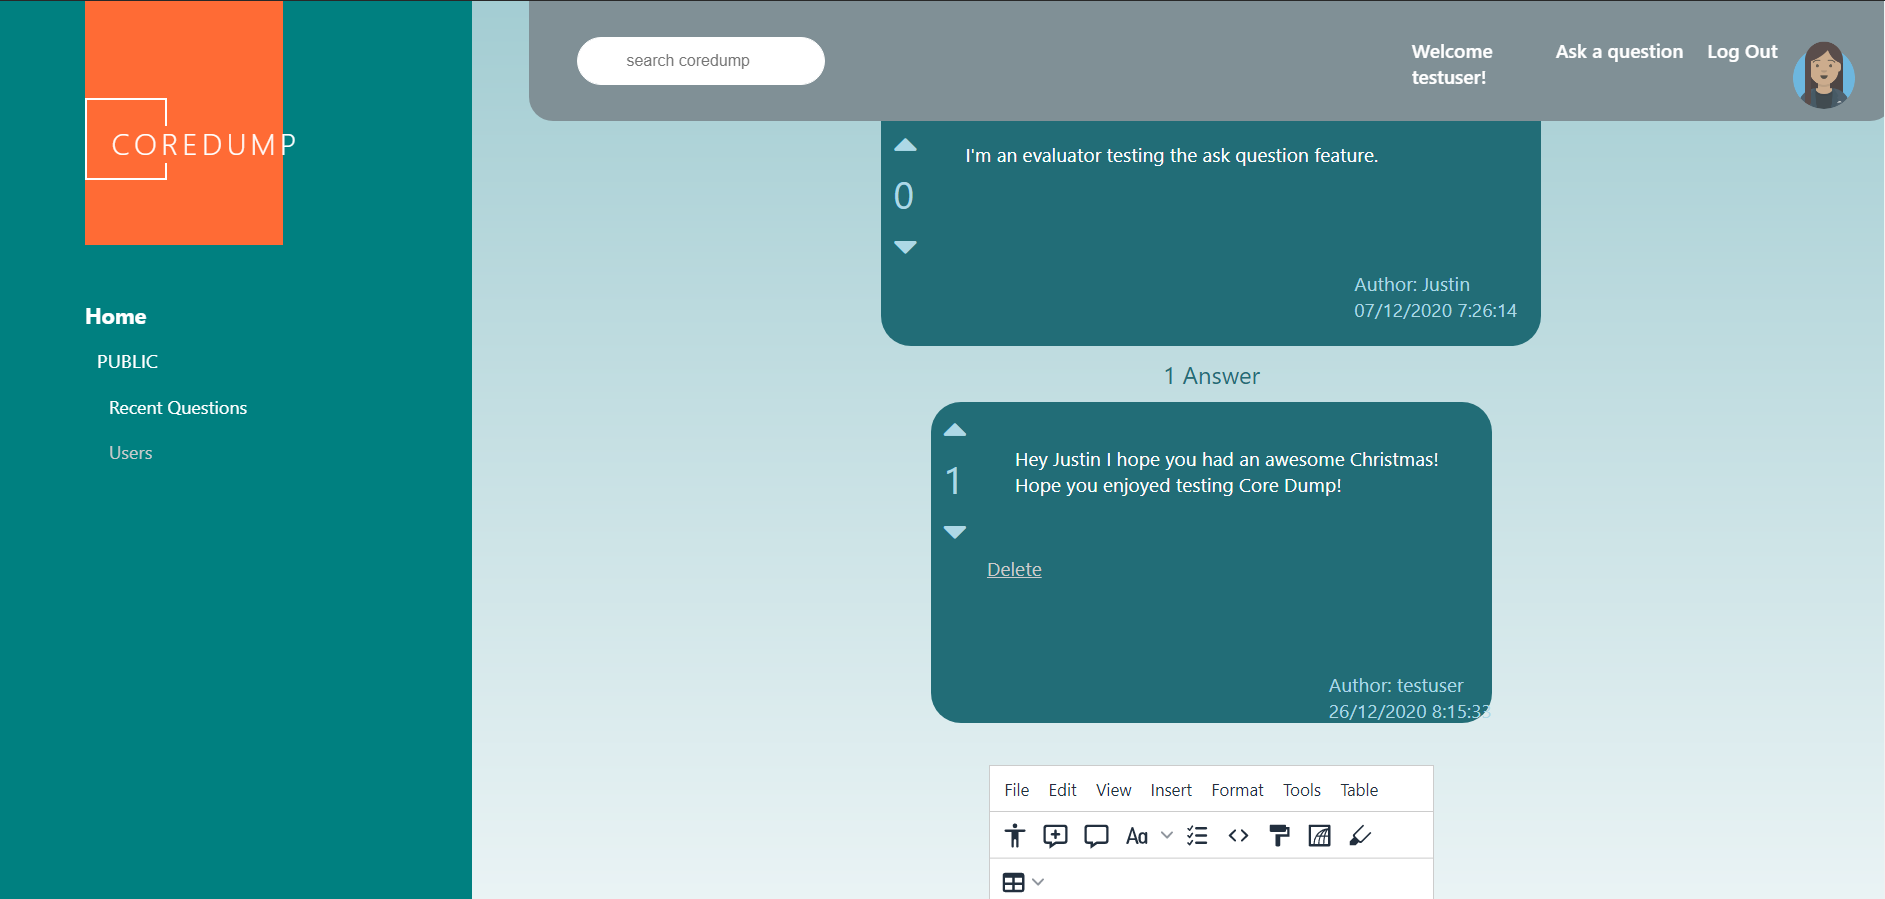 COREDUMP
Home
PUBLIC
Recent Questions
Users
search coredump
Welcome
testuser!
Ask a question
Log Out
I'm an evaluator testing the ask question feature.
0
Author: Justin
07/12/2020 7:26:14
1 Answer
Hey Justin I hope you had an awesome Christmas!
Hope you enjoyed testing Core Dump!
1
Delete
Author: testuser
26/12/2020 8:15:33
File Edit View Insert Format Tools Table
Aa